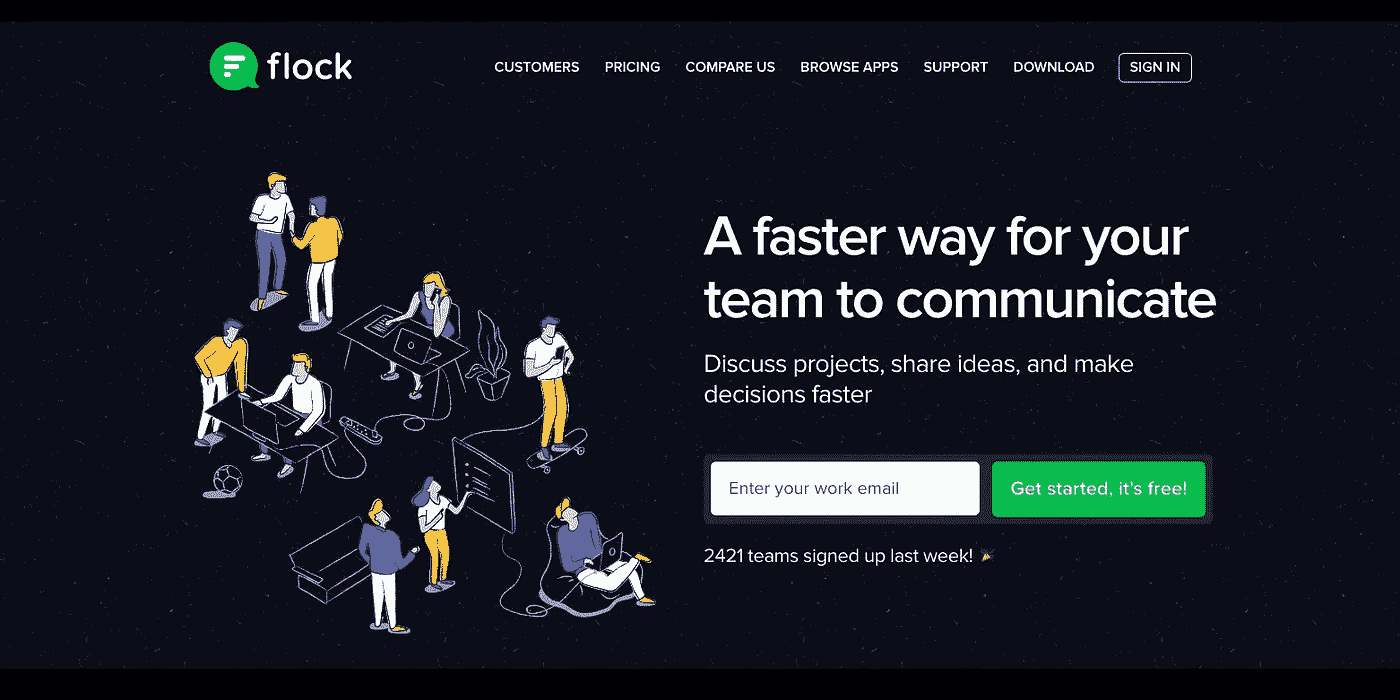 flock
CUSTOMERS PRICING COMPARE US BROWSE APPS SUPPORT DOWNLOAD SIGN IN
A faster way for your
team to communicate
Discuss projects, share ideas, and make
decisions faster
Enter your work email
Get started, it's free!
2421 teams signed up last week! 🎉